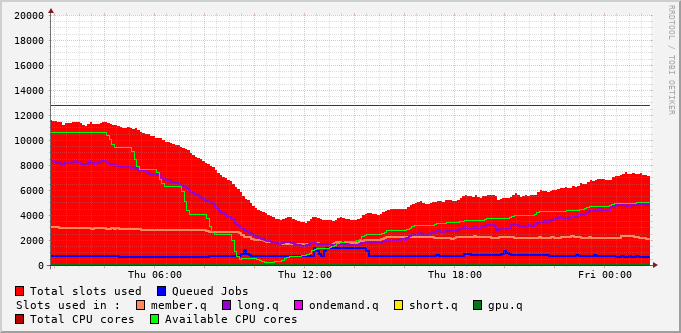 20000
18000
16000
14000
12000
10000
8000
6000
4000
2000
0
Thu 06:00 Thu 12:00 Thu 18:00 Fri 00:00
Total slots used Queued Jobs
Slots used in : member.q long.q ondemand.q short.q gpu.q
Total CPU cores Available CPU cores
RRDTOOL / TOBI OETIKER